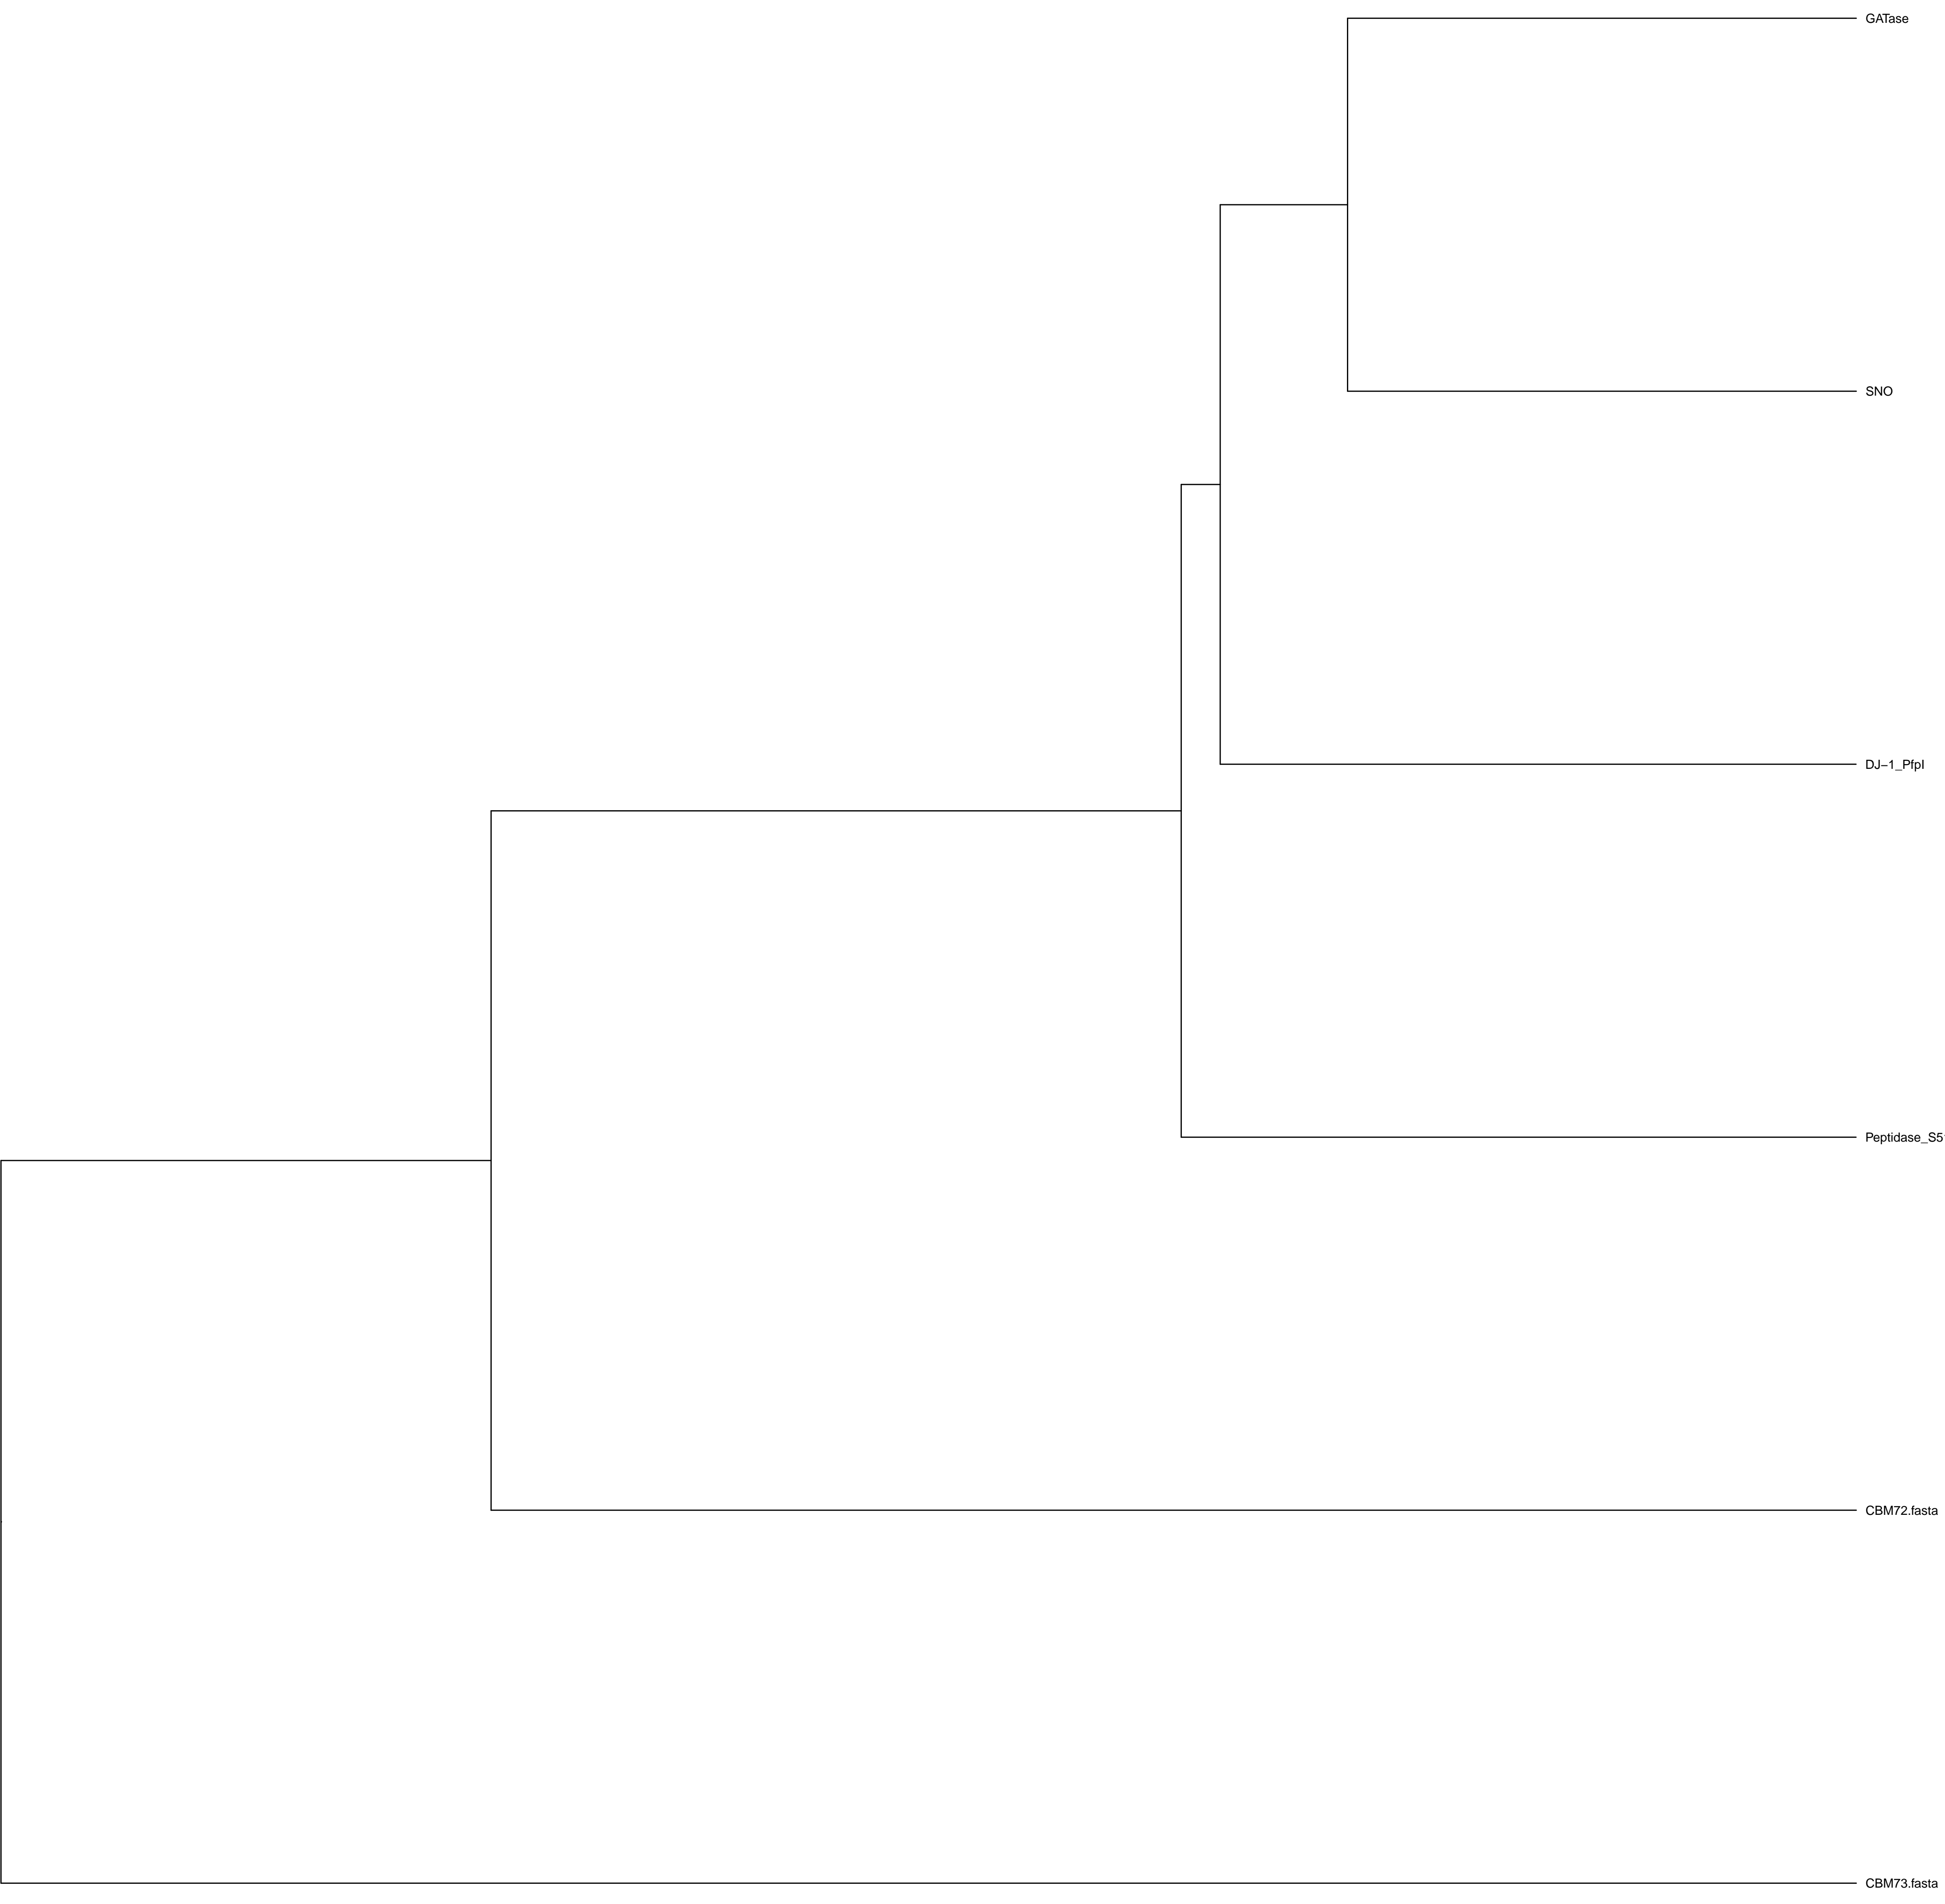 GATase
SNO
DJ−1_PfpI
Peptidase_S5
CBM72.fasta
CBM73.fasta